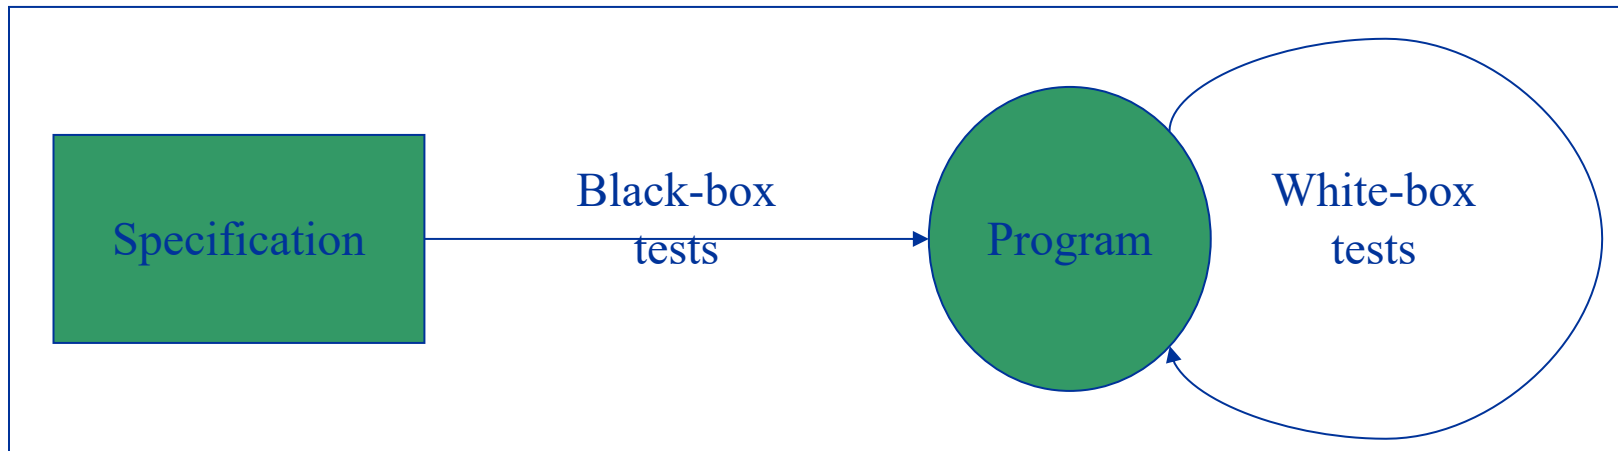 Specification
Black-box
tests
Program
White-box
tests